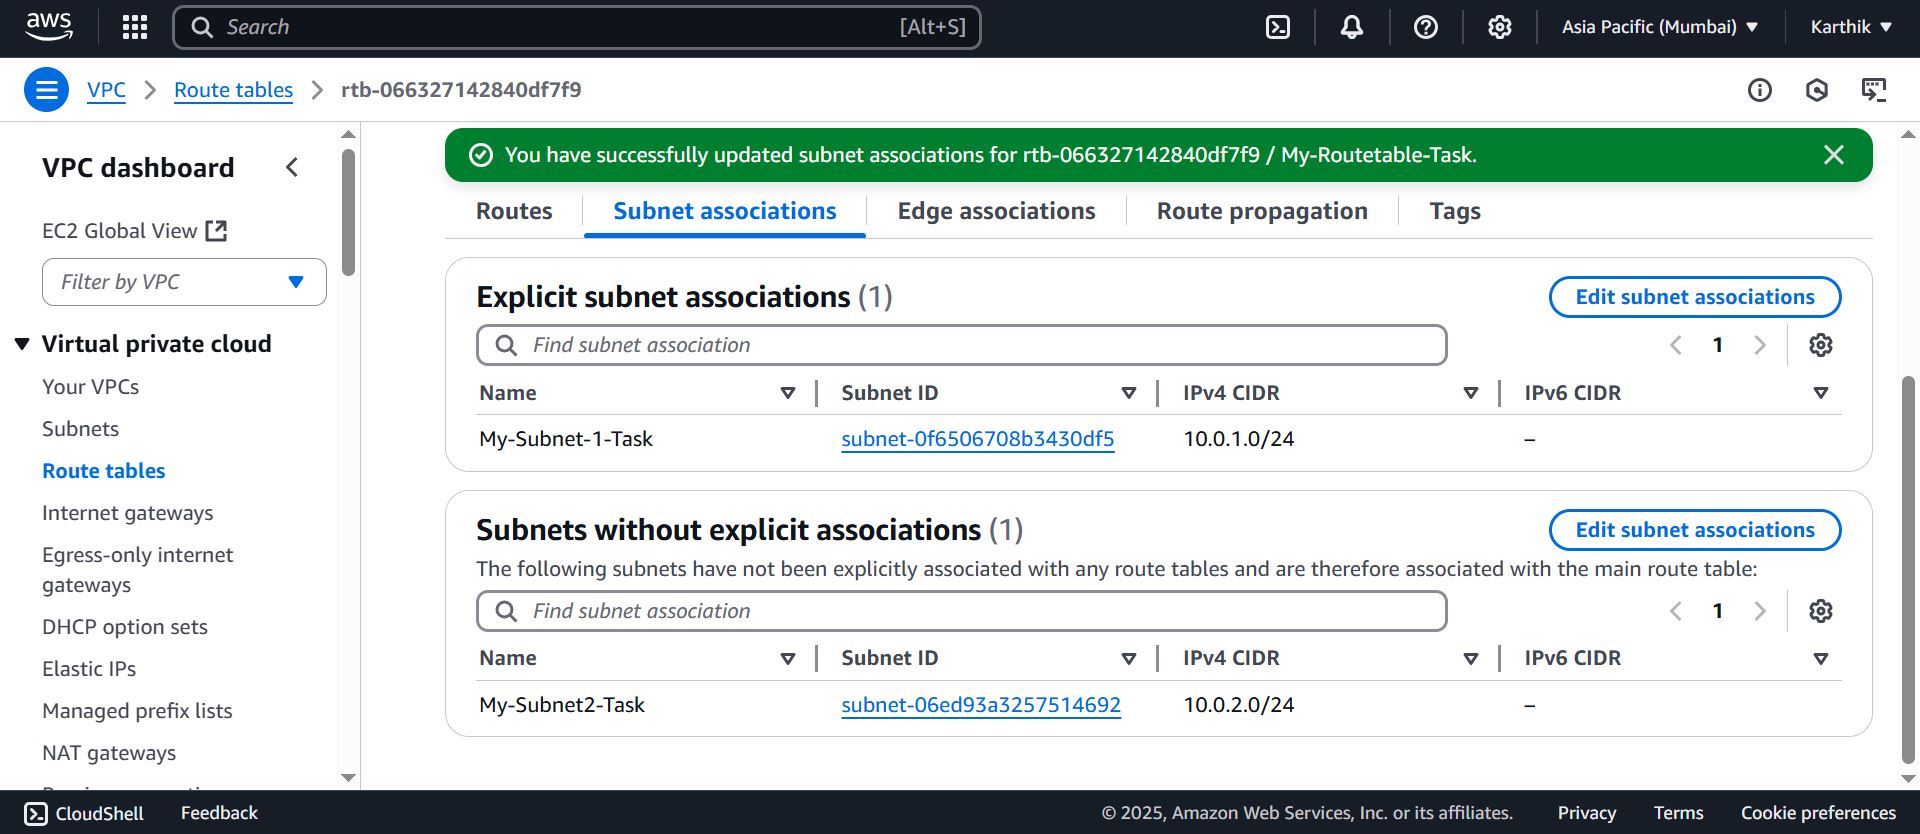 aws
Search [Alt+S]
Asia Pacific (Mumbai)
Karthik
VPC
Route tables
rtb-066327142840df7f9
VPC dashboard
EC2 Global View
Filter by VPC
Virtual private cloud
Your VPCs
Subnets
Route tables
Internet gateways
Egress-only internet
gateways
DHCP option sets
Elastic IPs
Managed prefix lists
NAT gateways
You have successfully updated subnet associations for rtb-066327142840df7f9 / My-Routetable-Task.
Routes
Subnet associations
Edge associations
Route propagation
Tags
Explicit subnet associations (1)
Edit subnet associations
Find subnet association
1
Name Subnet ID IPv4 CIDR IPv6 CIDR
My-Subnet-1-Task subnet-0f6506708b3430df5 10.0.1.0/24 –
Subnets without explicit associations (1)
Edit subnet associations
The following subnets have not been explicitly associated with any route tables and are therefore associated with the main route table:
Find subnet association
1
Name Subnet ID IPv4 CIDR IPv6 CIDR
My-Subnet2-Task subnet-06ed93a3257514692 10.0.2.0/24 –
CloudShell
Feedback
© 2025, Amazon Web Services, Inc. or its affiliates.
Privacy
Terms
Cookie preferences